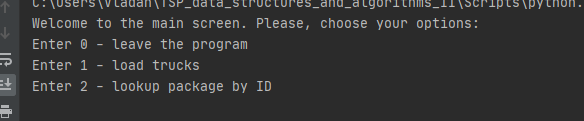 C:\Users\Vladan\TSP_data_structures_and_algorithms_II\Scripts\python.
Welcome to the main screen. Please, choose your options:
Enter 0 - leave the program
Enter 1 - load trucks
Enter 2 - lookup package by ID